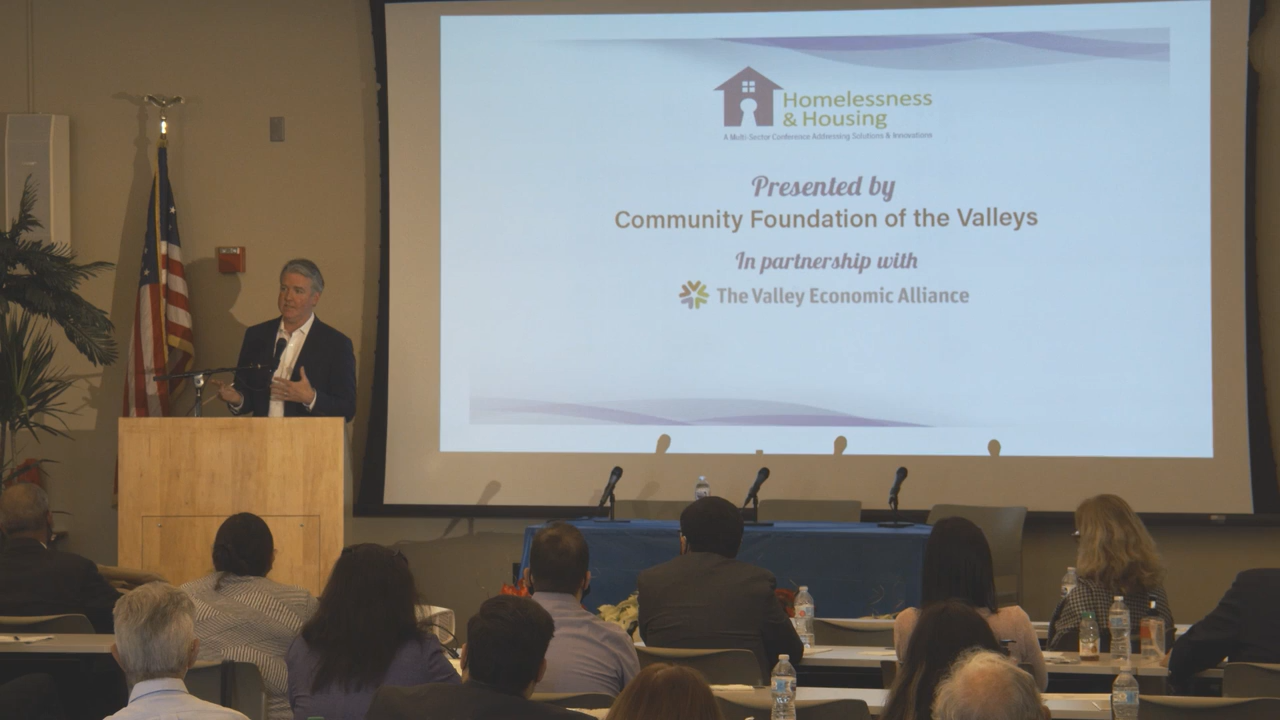 Homelessness
& Housing
A Multi-Sector Conference Addressing Solutions & Innovations
Presented by
Community Foundation of the Valleys
In partnership with
The Valley Economic Alliance